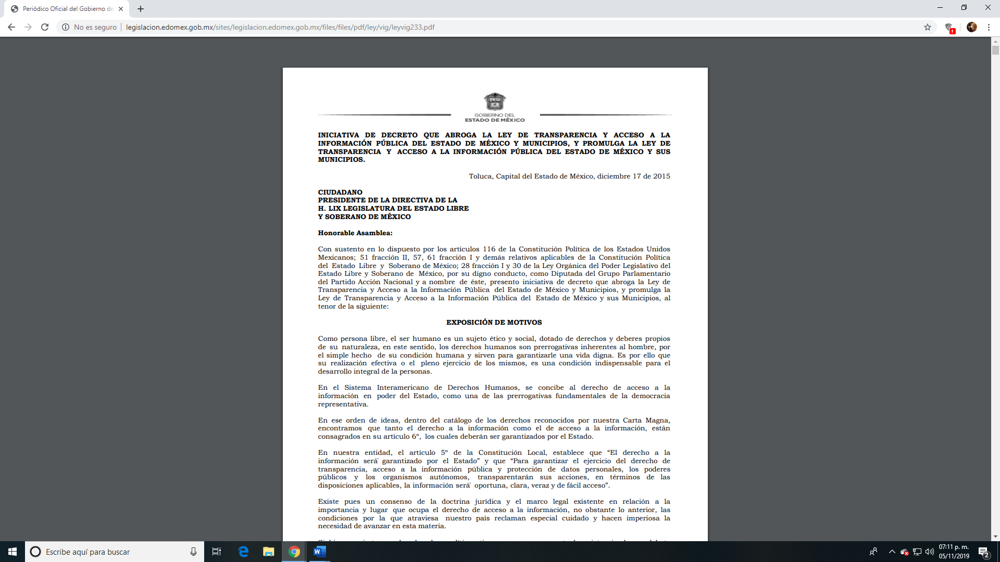 Periódico Oficial del Gobierno de
No es seguro
legislacion.edomex.gob.mx/sites/legislacion.edomex.gob.mx/files/files/pdf/ley/vig/leyvig233.pdf
GOBIERNO DEL
ESTADO DE MÉXICO
INICIATIVA DE DECRETO QUE ABROGA LA LEY DE TRANSPARENCIA Y ACCESO A LA
INFORMACIÓN PÚBLICA DEL ESTADO DE MÉXICO Y MUNICIPIOS, Y PROMULGA LA LEY DE
TRANSPARENCIA Y ACCESO A LA INFORMACIÓN PÚBLICA DEL ESTADO DE MÉXICO Y SUS
MUNICIPIOS.
Toluca, Capital del Estado de México, diciembre 17 de 2015
CIUDADANO
PRESIDENTE DE LA DIRECTIVA DE LA
H. LIX LEGISLATURA DEL ESTADO LIBRE
Y SOBERANO DE MÉXICO
Honorable Asamblea:
Con sustento en lo dispuesto por los artículos 116 de la Constitución Política de los Estados Unidos
Mexicanos; 51 fracción II, 57, 61 fracción I y demás relativos aplicables de la Constitución Política
del Estado Libre y Soberano de México; 28 fracción I y 30 de la Ley Orgánica del Poder Legislativo del
Estado Libre y Soberano de México, por su digno conducto, como Diputada del Grupo Parlamentario
del Partido Acción Nacional y a nombre de éste, presento iniciativa de decreto que abroga la Ley de
Transparencia y Acceso a la Información Pública del Estado de México y Municipios, y promulga la
Ley de Transparencia y Acceso a la Información Pública del Estado de México y sus Municipios, al
tenor de la siguiente:
EXPOSICIÓN DE MOTIVOS
Como persona libre, el ser humano es un sujeto ético y social, dotado de derechos y deberes propios
de su naturaleza, en este sentido, los derechos humanos son prerrogativas inherentes al hombre, por
el simple hecho de su condición humana y sirven para garantizarle una vida digna. Es por ello que
su realización efectiva o el pleno ejercicio de los mismos, es una condición indispensable para el
desarrollo integral de la personas.
En el Sistema Interamericano de Derechos Humanos, se concibe al derecho de acceso a la
información en poder del Estado, como una de las prerrogativas fundamentales de la democracia
representativa.
En ese orden de ideas, dentro del catálogo de los derechos reconocidos por nuestra Carta Magna,
encontramos que tanto el derecho a la información como el de acceso a la información, están
consagrados en su artículo 6º, los cuales deberán ser garantizados por el Estado.
En nuestra entidad, el artículo 5º de la Constitución Local, establece que “El derecho a la
información será garantizado por el Estado” y que “Para garantizar el ejercicio del derecho de
transparencia, acceso a la información pública y protección de datos personales, los poderes
públicos y los organismos autónomos, transparentarán sus acciones, en términos de las
disposiciones aplicables, la información será oportuna, clara, veraz y de fácil acceso”.
Existe pues un consenso de la doctrina jurídica y el marco legal existente en relación a la
importancia y lugar que ocupa el derecho de acceso a la información, no obstante lo anterior, las
condiciones por la que atraviesa nuestro país reclaman especial cuidado y hacen imperiosa la
necesidad de avanzar en esta materia.
Escribe aquí para buscar
07:11 p. m.
05/11/2019
2